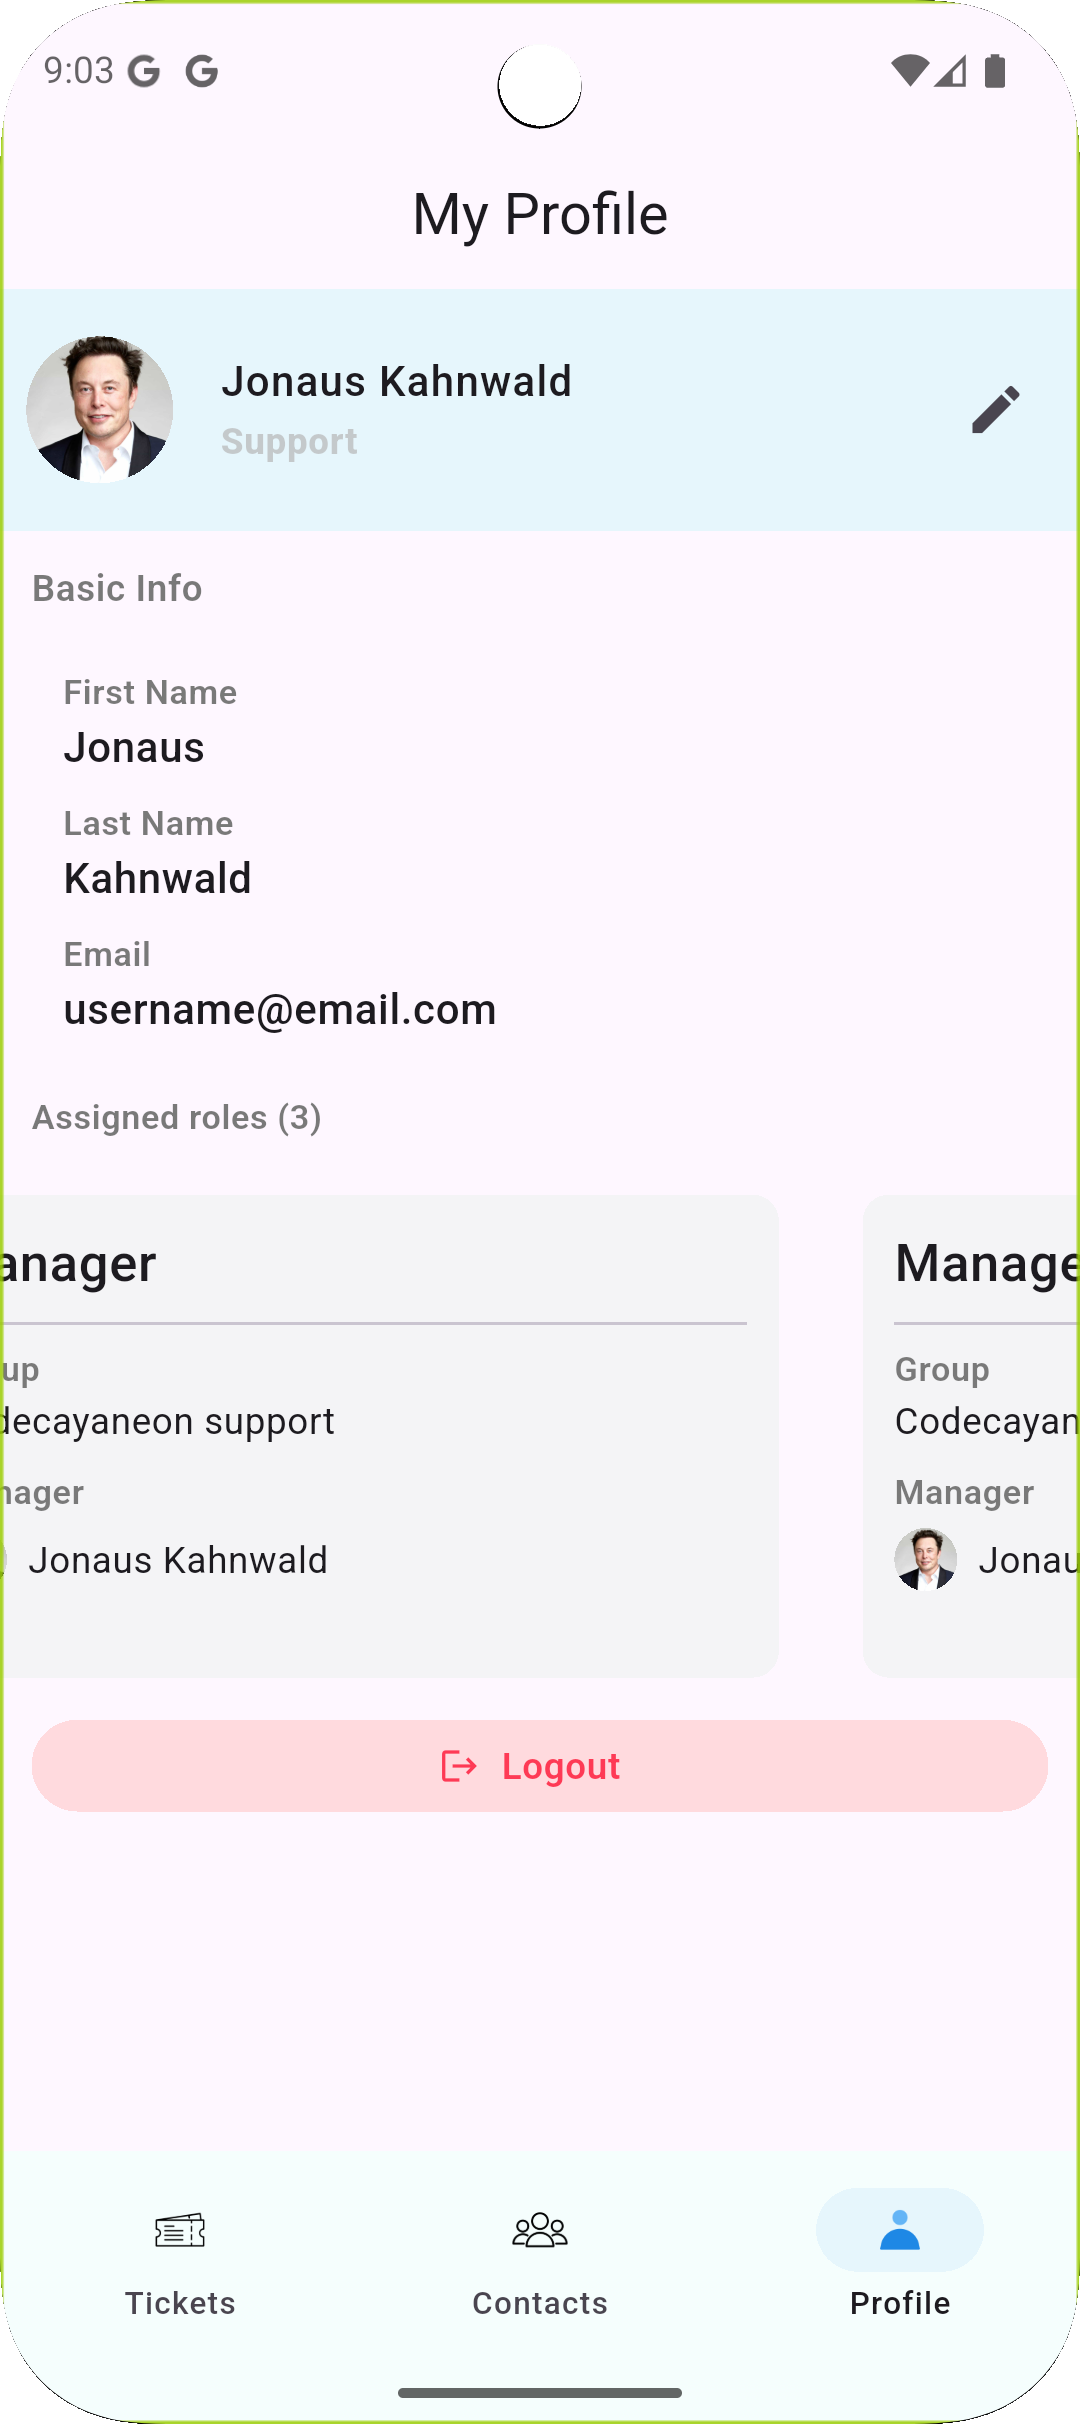 9:03
My Profile
Jonaus Kahnwald
Support
Basic Info
First Name
Jonaus
Last Name
Kahnwald
Email
username@email.com
Assigned roles (3)
anager
up
decayaneon support
nager
Jonaus Kahnwald
Manage
Group
Codecayan
Manager
Jonau
Logout
Tickets
Contacts
Profile